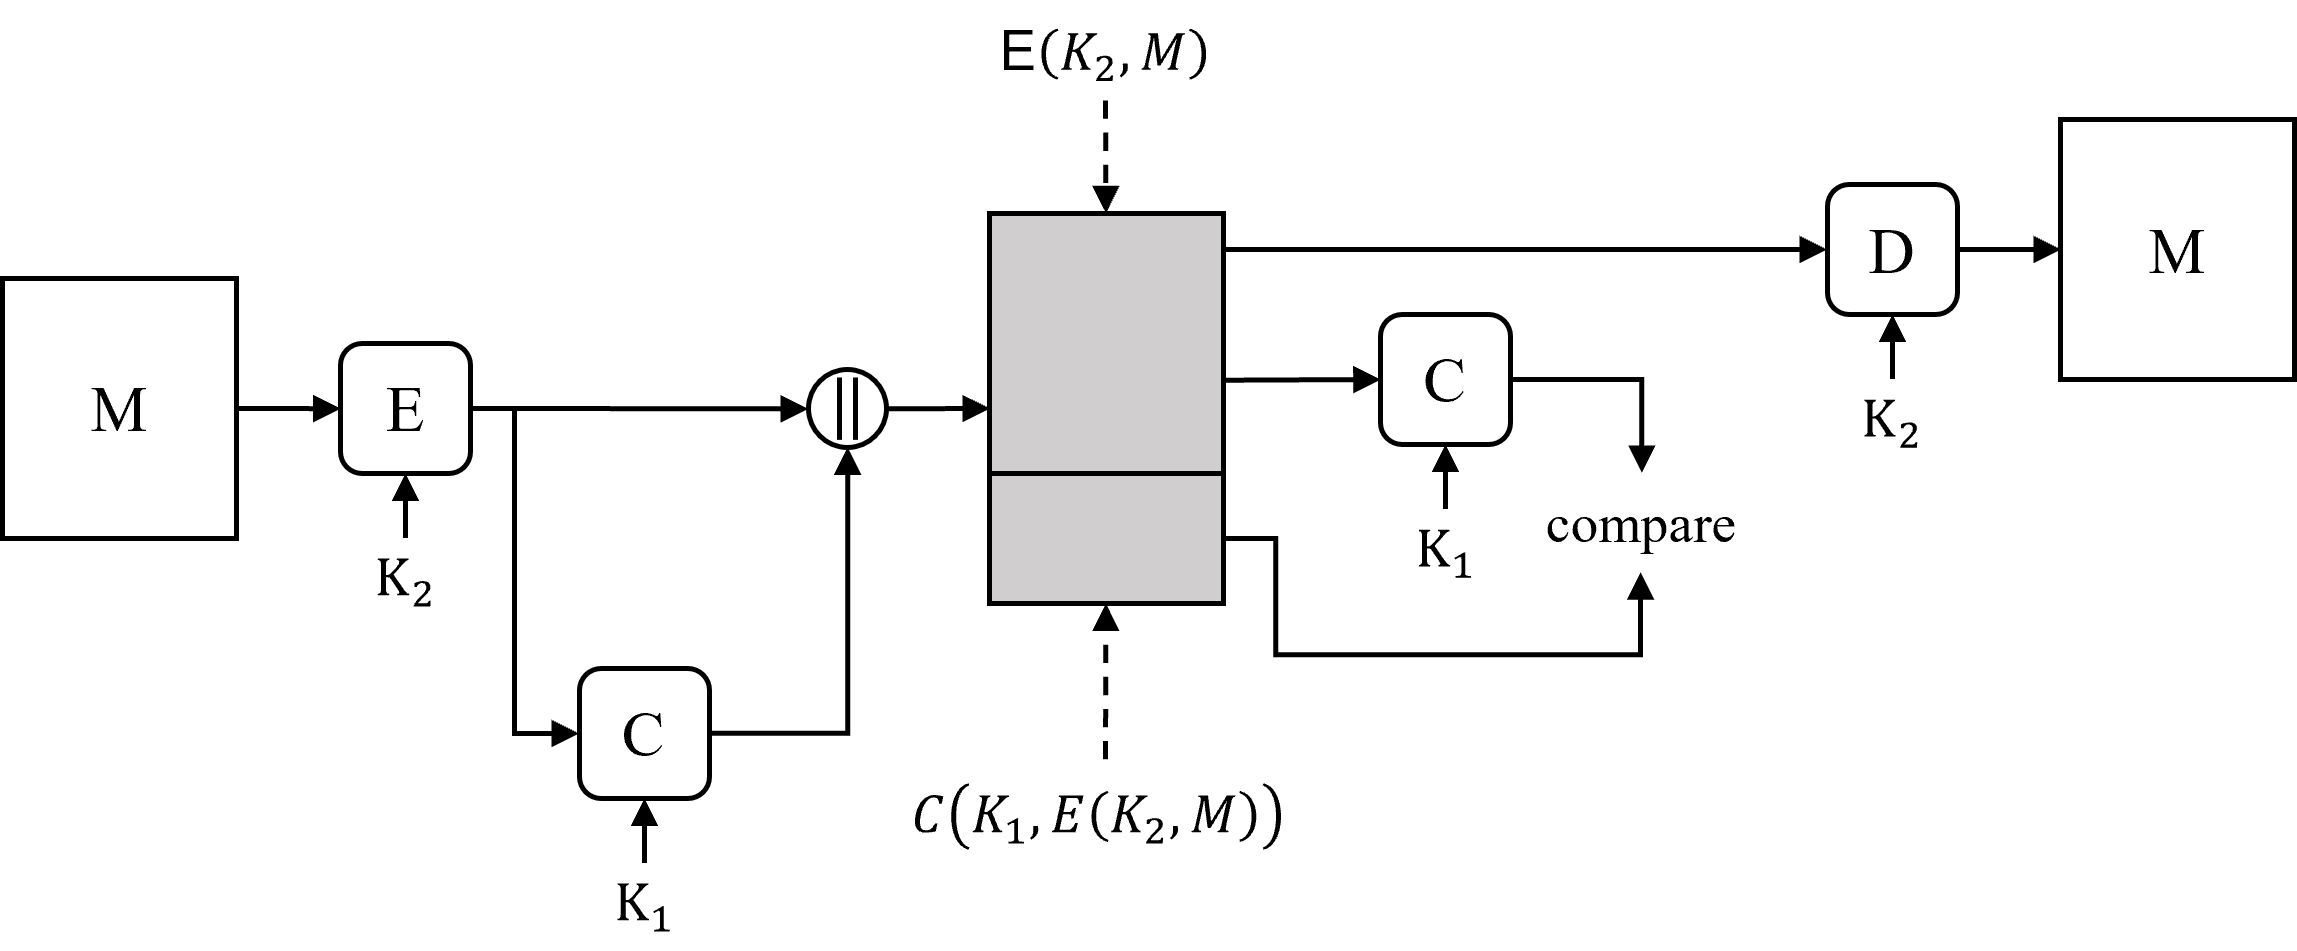 E(K₂, M)
M
E
K₂
||
C
K₁
C(K₁, E(K₂, M))
C
K₁
compare
D
K₂
M